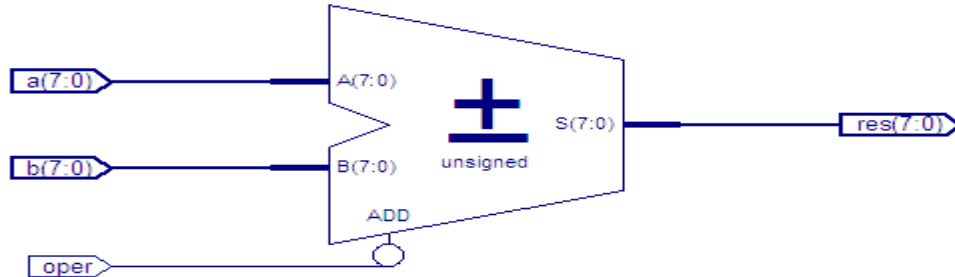 a(7:0)
A(7:0)
±
S(7:0)
res(7:0)
b(7:0)
B(7:0)
unsigned
ADD
oper